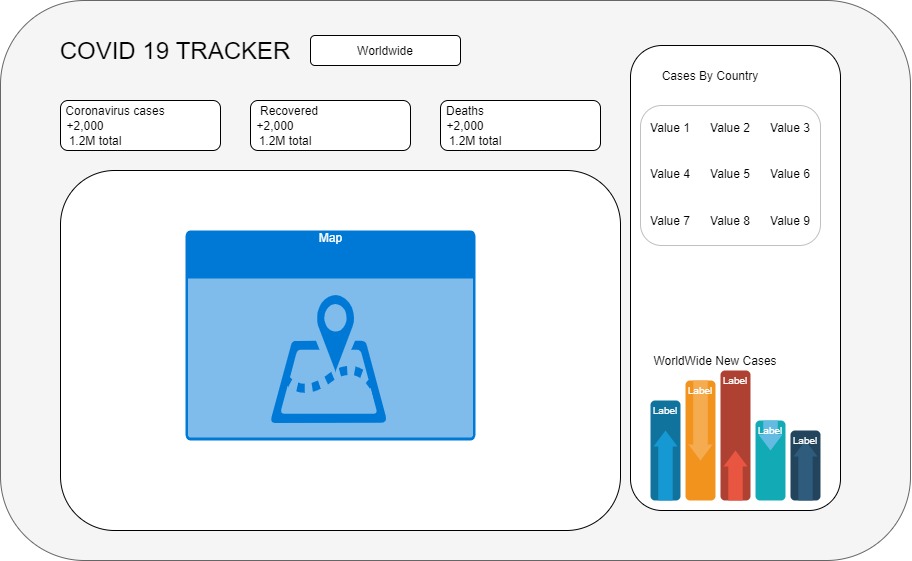 COVID 19 TRACKER
Worldwide
Coronavirus cases
+2,000
1.2M total
Recovered
+2,000
1.2M total
Deaths
+2,000
1.2M total
Map
Cases By Country
Value 1 Value 2 Value 3
Value 4 Value 5 Value 6
Value 7 Value 8 Value 9
WorldWide New Cases
Label
Label
Label
Label
Label